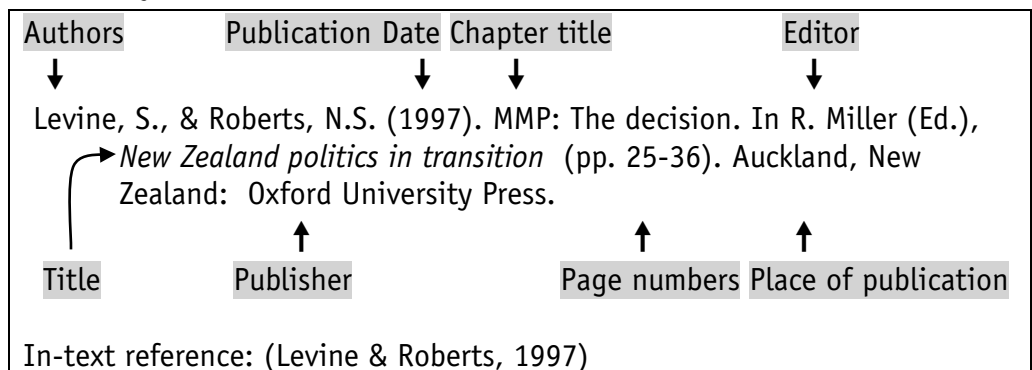 Authors Publication Date Chapter title Editor
Levine, S., & Roberts, N.S. (1997). MMP: The decision. In R. Miller (Ed.),
New Zealand politics in transition (pp. 25-36). Auckland, New
Zealand: Oxford University Press.
Title Publisher Page numbers Place of publication
In-text reference: (Levine & Roberts, 1997)